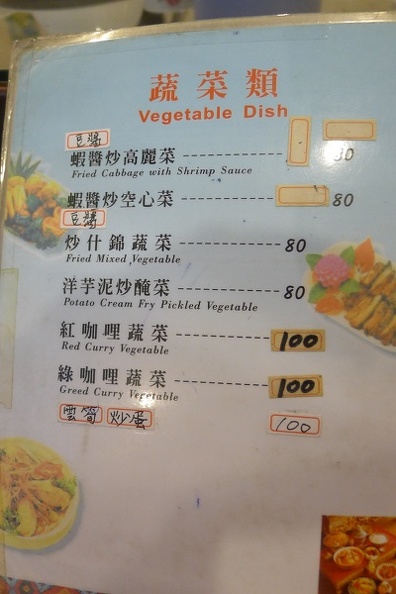 蔬菜類
Vegetable Dish
豆醬
蝦醬炒高麗菜 ---------------- 80
Fried Cabbage with Shrimp Sauce
蝦醬炒空心菜 ---------------- 80
豆醬
炒什錦蔬菜 ---------------- 80
Fried Mixed Vegetable
洋芋泥炒醃菜 ---------------- 80
Potato Cream Fry Pickled Vegetable
紅咖哩蔬菜 ---------------- 100
Red Curry Vegetable
綠咖哩蔬菜 ---------------- 100
Greed Curry Vegetable
雲筍 炒蛋 100